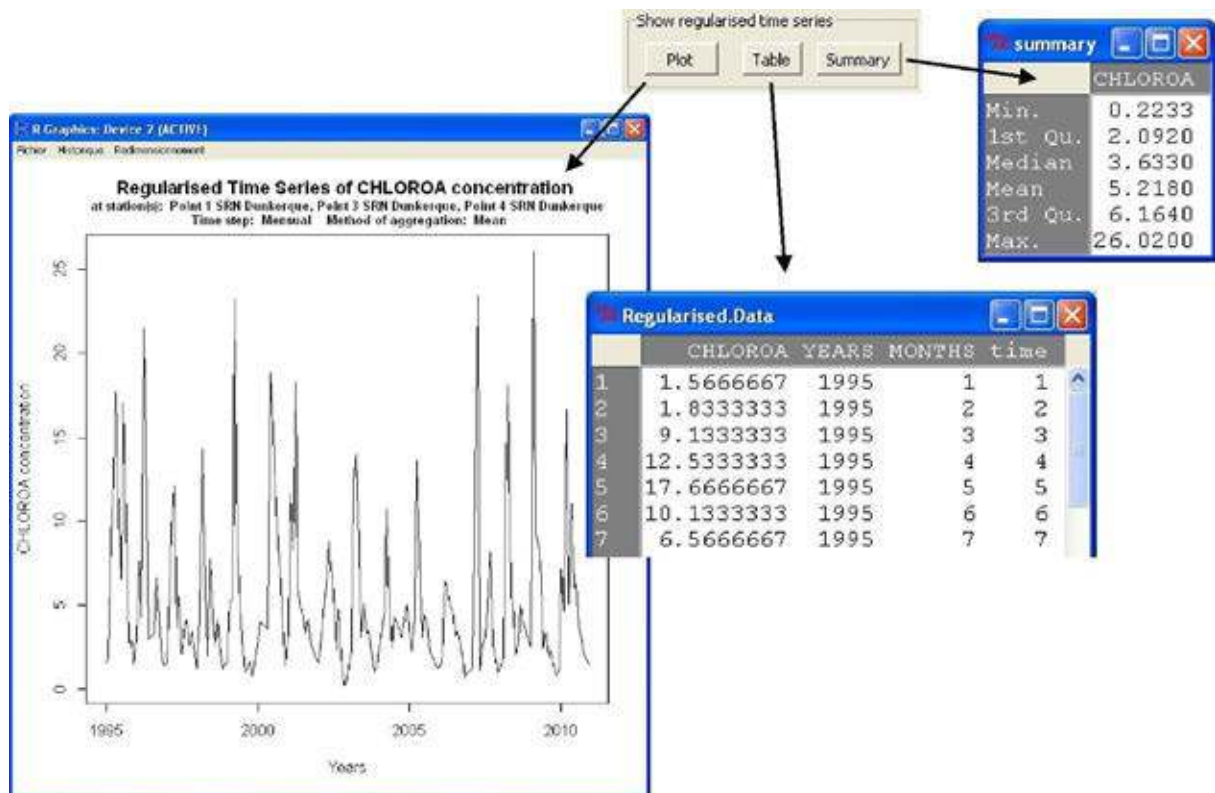 Show regularised time series
Plot Table Summary
summary
CHLOROA
Min. 0.2233
1st Qu. 2.0920
Median 3.6330
Mean 5.2180
3rd Qu. 6.1640
Max. 26.0200
R Graphics: Device 2 (ACTIVE)
Fichier Historique Redimensionnement
Regularised Time Series of CHLOROA concentration
at station(s): Point 1 SRN Dunkerque, Point 3 SRN Dunkerque, Point 4 SRN Dunkerque
Time step: Mensual Method of aggregation: Mean
CHLOROA concentration
25
20
15
10
5
0
1995 2000 2005 2010
Years
Regularised.Data
CHLOROA YEARS MONTHS time
1 1.5666667 1995 1 1
2 1.8333333 1995 2 2
3 9.1333333 1995 3 3
4 12.5333333 1995 4 4
5 17.6666667 1995 5 5
6 10.1333333 1995 6 6
7 6.5666667 1995 7 7